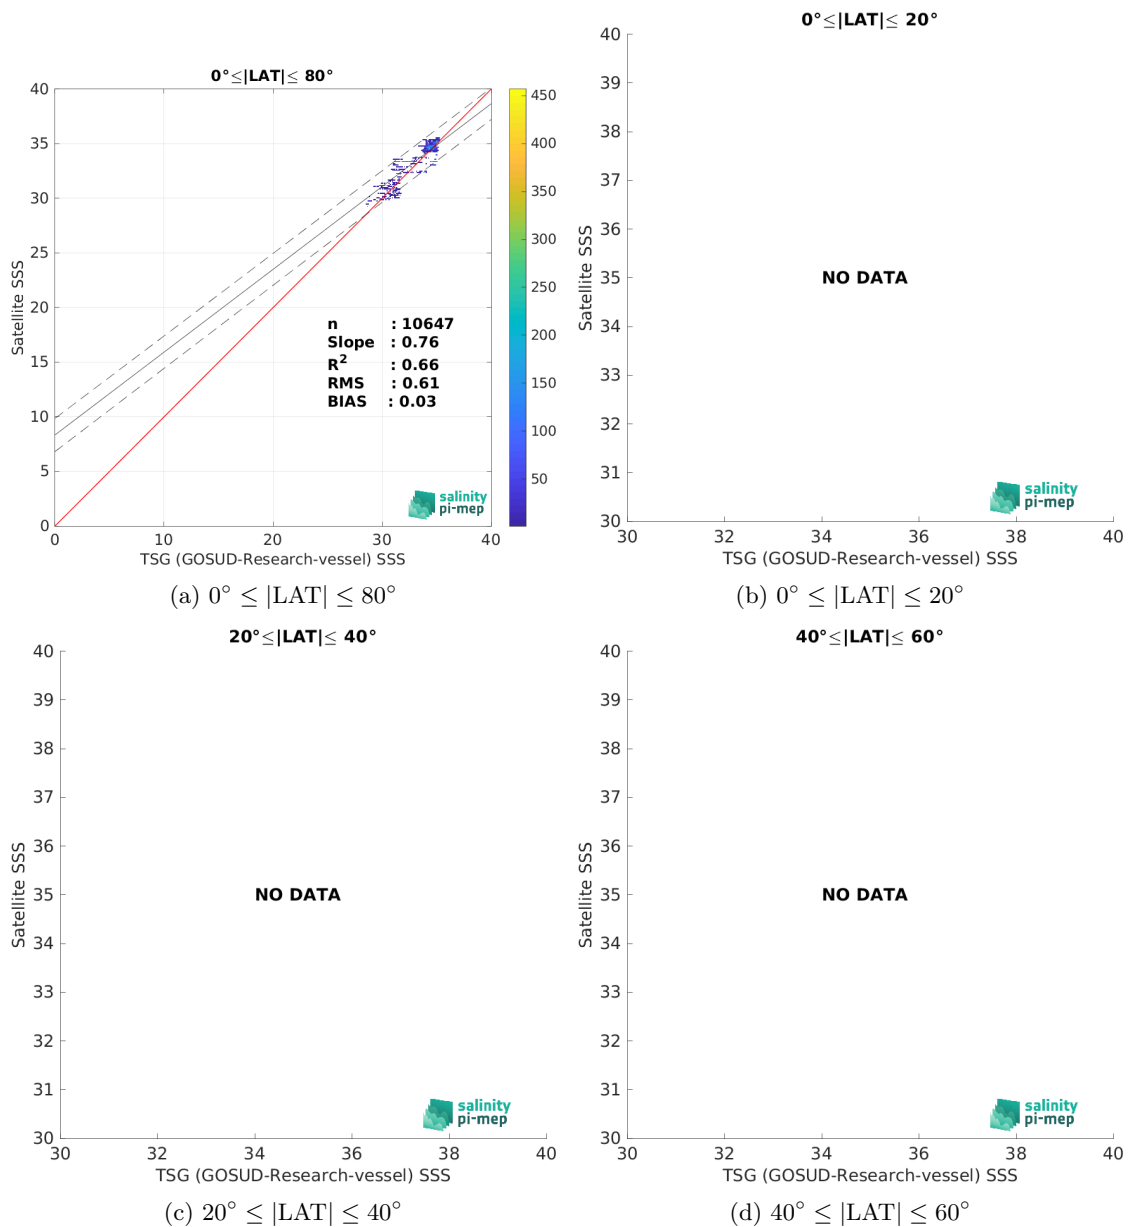 0°≤|LAT|≤ 80°
40
35
30
25
20
15
10
5
0
Satellite SSS
0
10
20
30
40
TSG (GOSUD-Research-vessel) SSS
450
400
350
300
250
200
150
100
50
n : 10647
Slope : 0.76
R² : 0.66
RMS : 0.61
BIAS : 0.03
salinity
pi-mep
(a) 0° ≤ |LAT| ≤ 80°
0°≤|LAT|≤ 20°
40
39
38
37
36
35
34
33
32
31
30
Satellite SSS
NO DATA
salinity
pi-mep
30
32
34
36
38
40
TSG (GOSUD-Research-vessel) SSS
(b) 0° ≤ |LAT| ≤ 20°
20°≤|LAT|≤ 40°
40
39
38
37
36
35
34
33
32
31
30
Satellite SSS
NO DATA
salinity
pi-mep
30
32
34
36
38
40
TSG (GOSUD-Research-vessel) SSS
(c) 20° ≤ |LAT| ≤ 40°
40°≤|LAT|≤ 60°
40
39
38
37
36
35
34
33
32
31
30
Satellite SSS
NO DATA
salinity
pi-mep
30
32
34
36
38
40
TSG (GOSUD-Research-vessel) SSS
(d) 40° ≤ |LAT| ≤ 60°